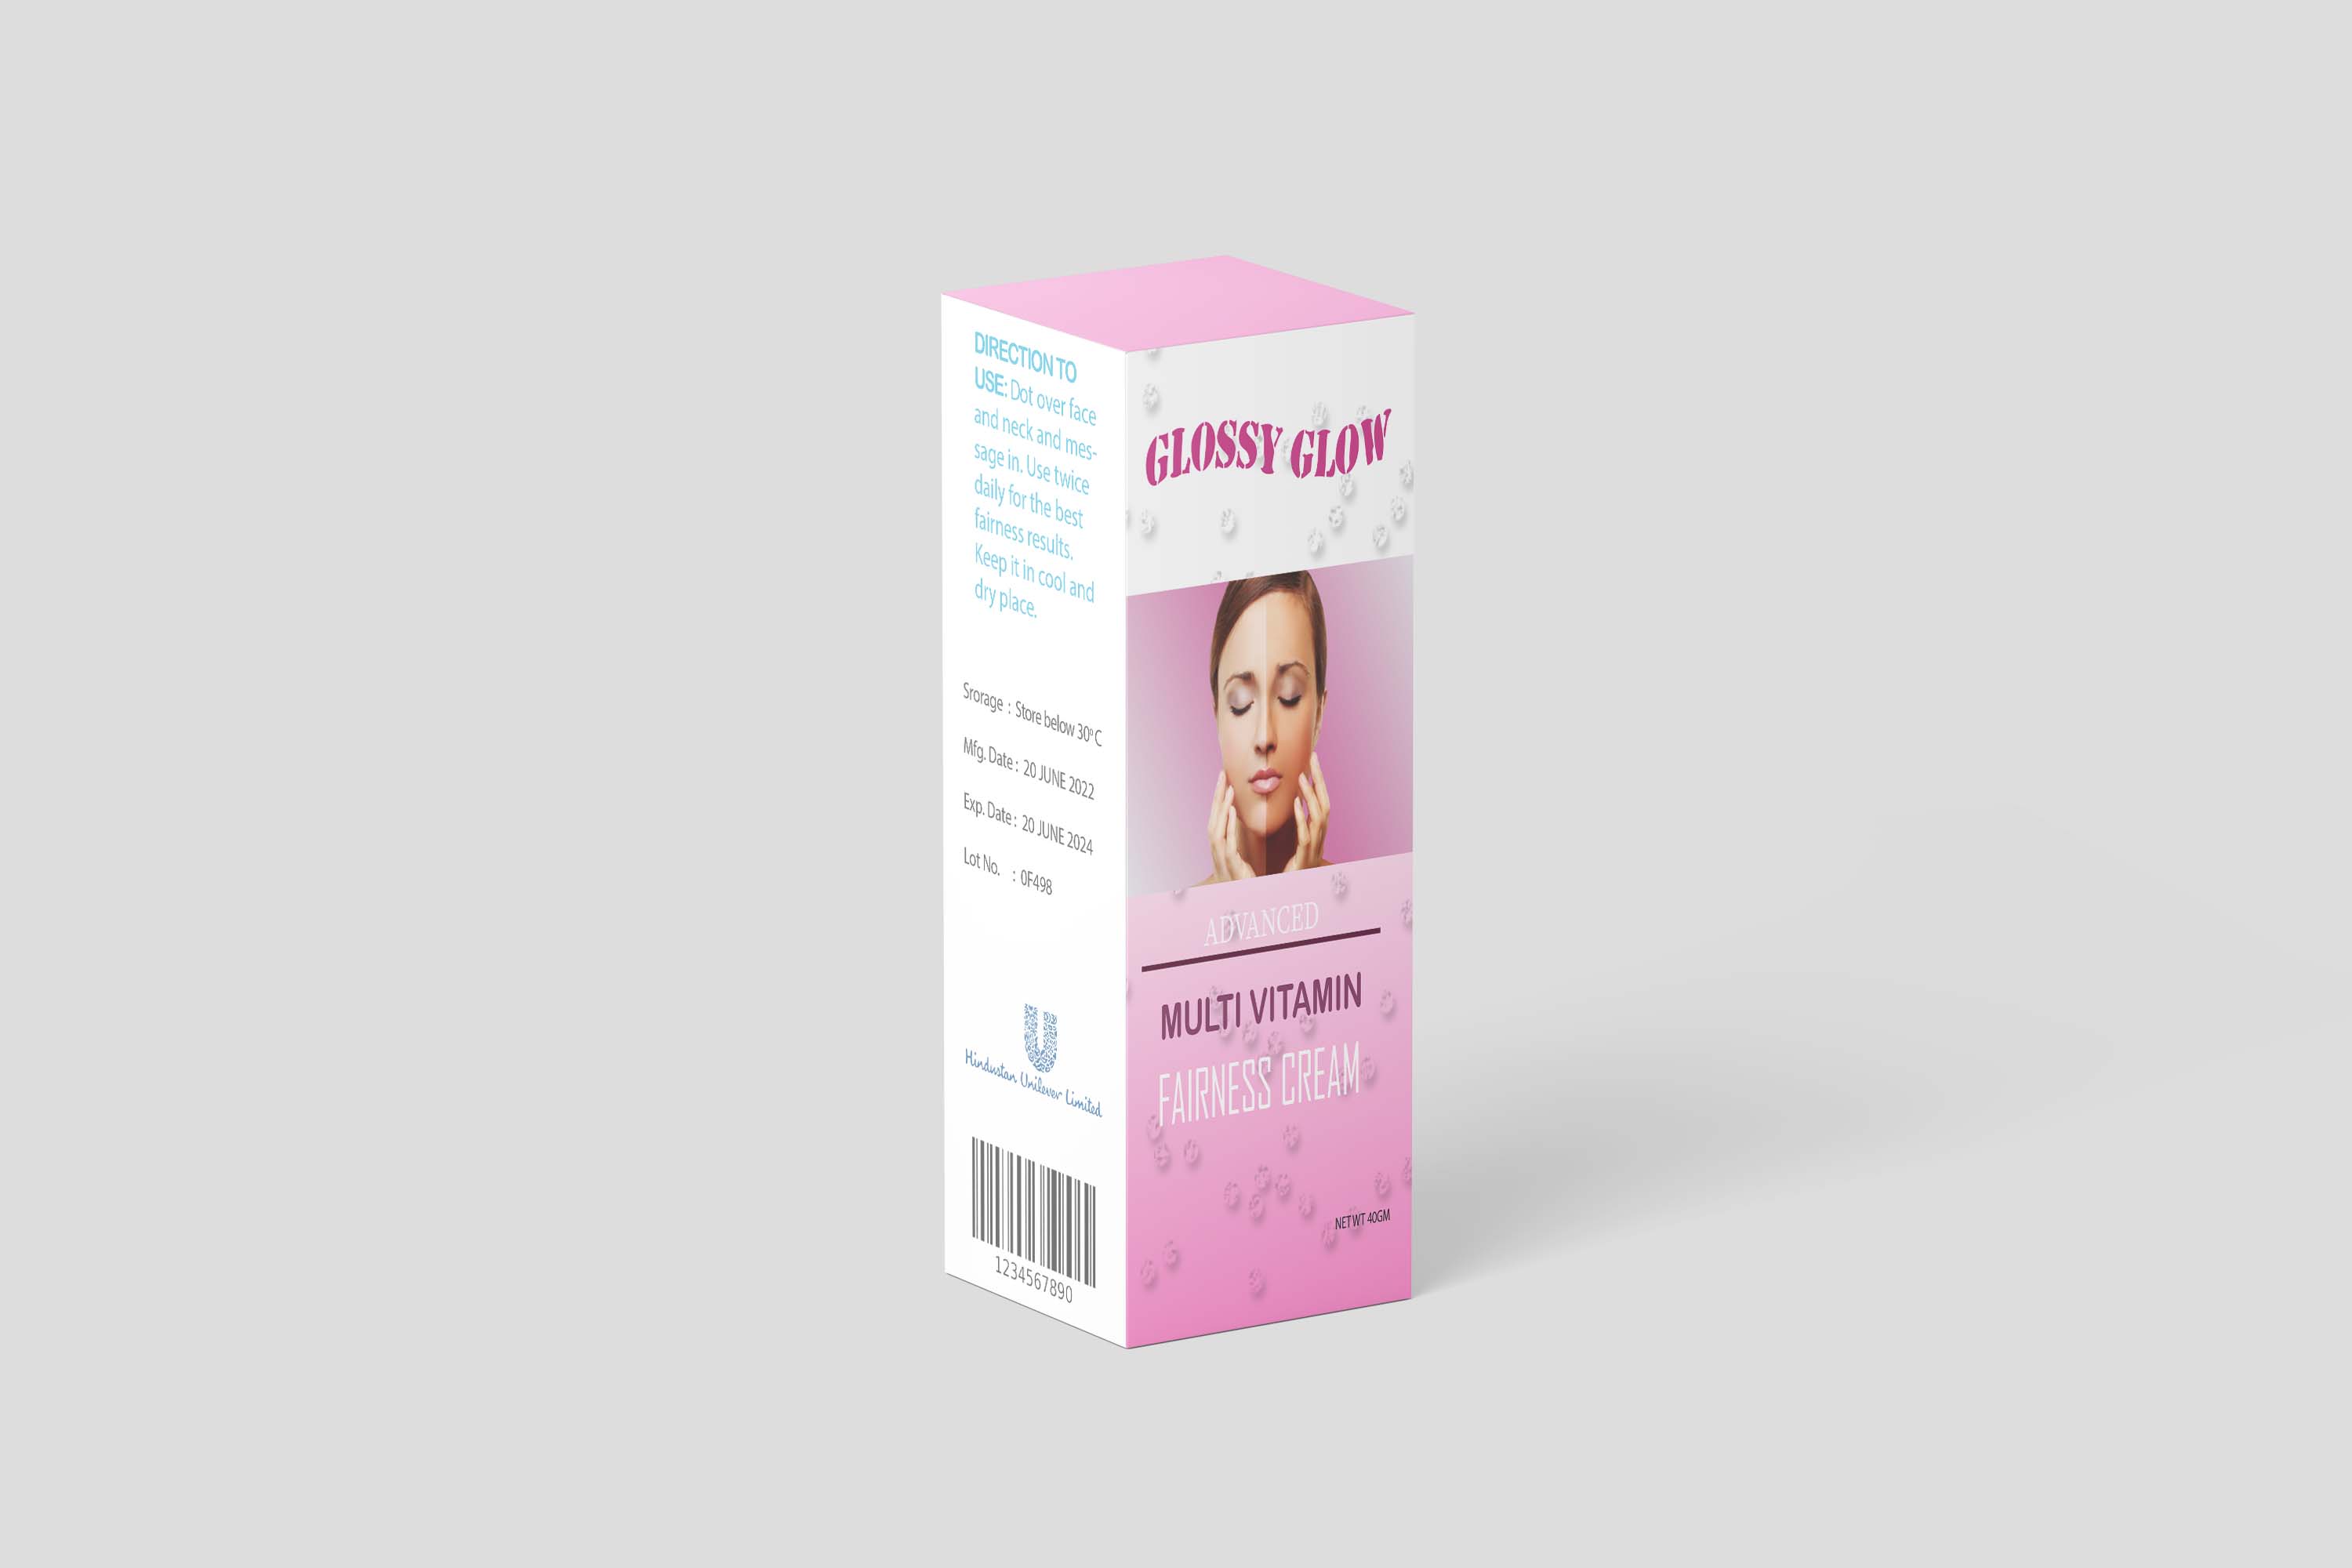 DIRECTION TO
USE: Dot over face
and neck and mes-
sage in. Use twice
daily for the best
fairness results.
Keep it in cool and
dry place.
Srorage : Store below 30°C
Mfg. Date : 20 JUNE 2022
Exp. Date : 20 JUNE 2024
Lot No. : 0F498
Hindustan Unilever Limited
1234567890
GLOSSY GLOW
ADVANCED
MULTI VITAMIN
FAIRNESS CREAM
NET WT 40GM